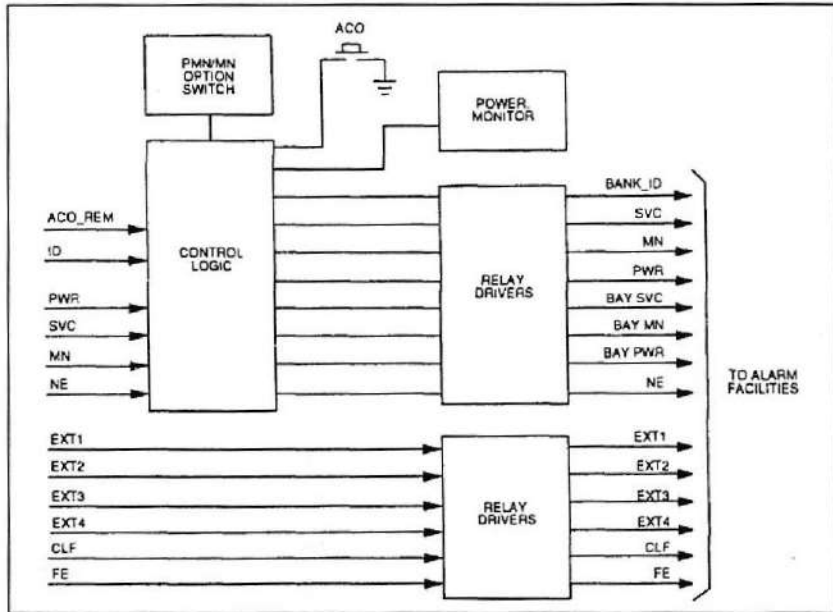 ACO
PMN/MN
OPTION
SWITCH
POWER.
MONITOR
ACO_REM
ID
PWR
SVC
MN
NE
CONTROL
LOGIC
RELAY
DRIVERS
BANK_ID
SVC
MN
PWR
BAY SVC
BAY MN
BAY PWR
NE
TO ALARM
FACILITIES
EXT1
EXT2
EXT3
EXT4
CLF
FE
RELAY
DRIVERS
EXT1
EXT2
EXT3
EXT4
CLF
FE